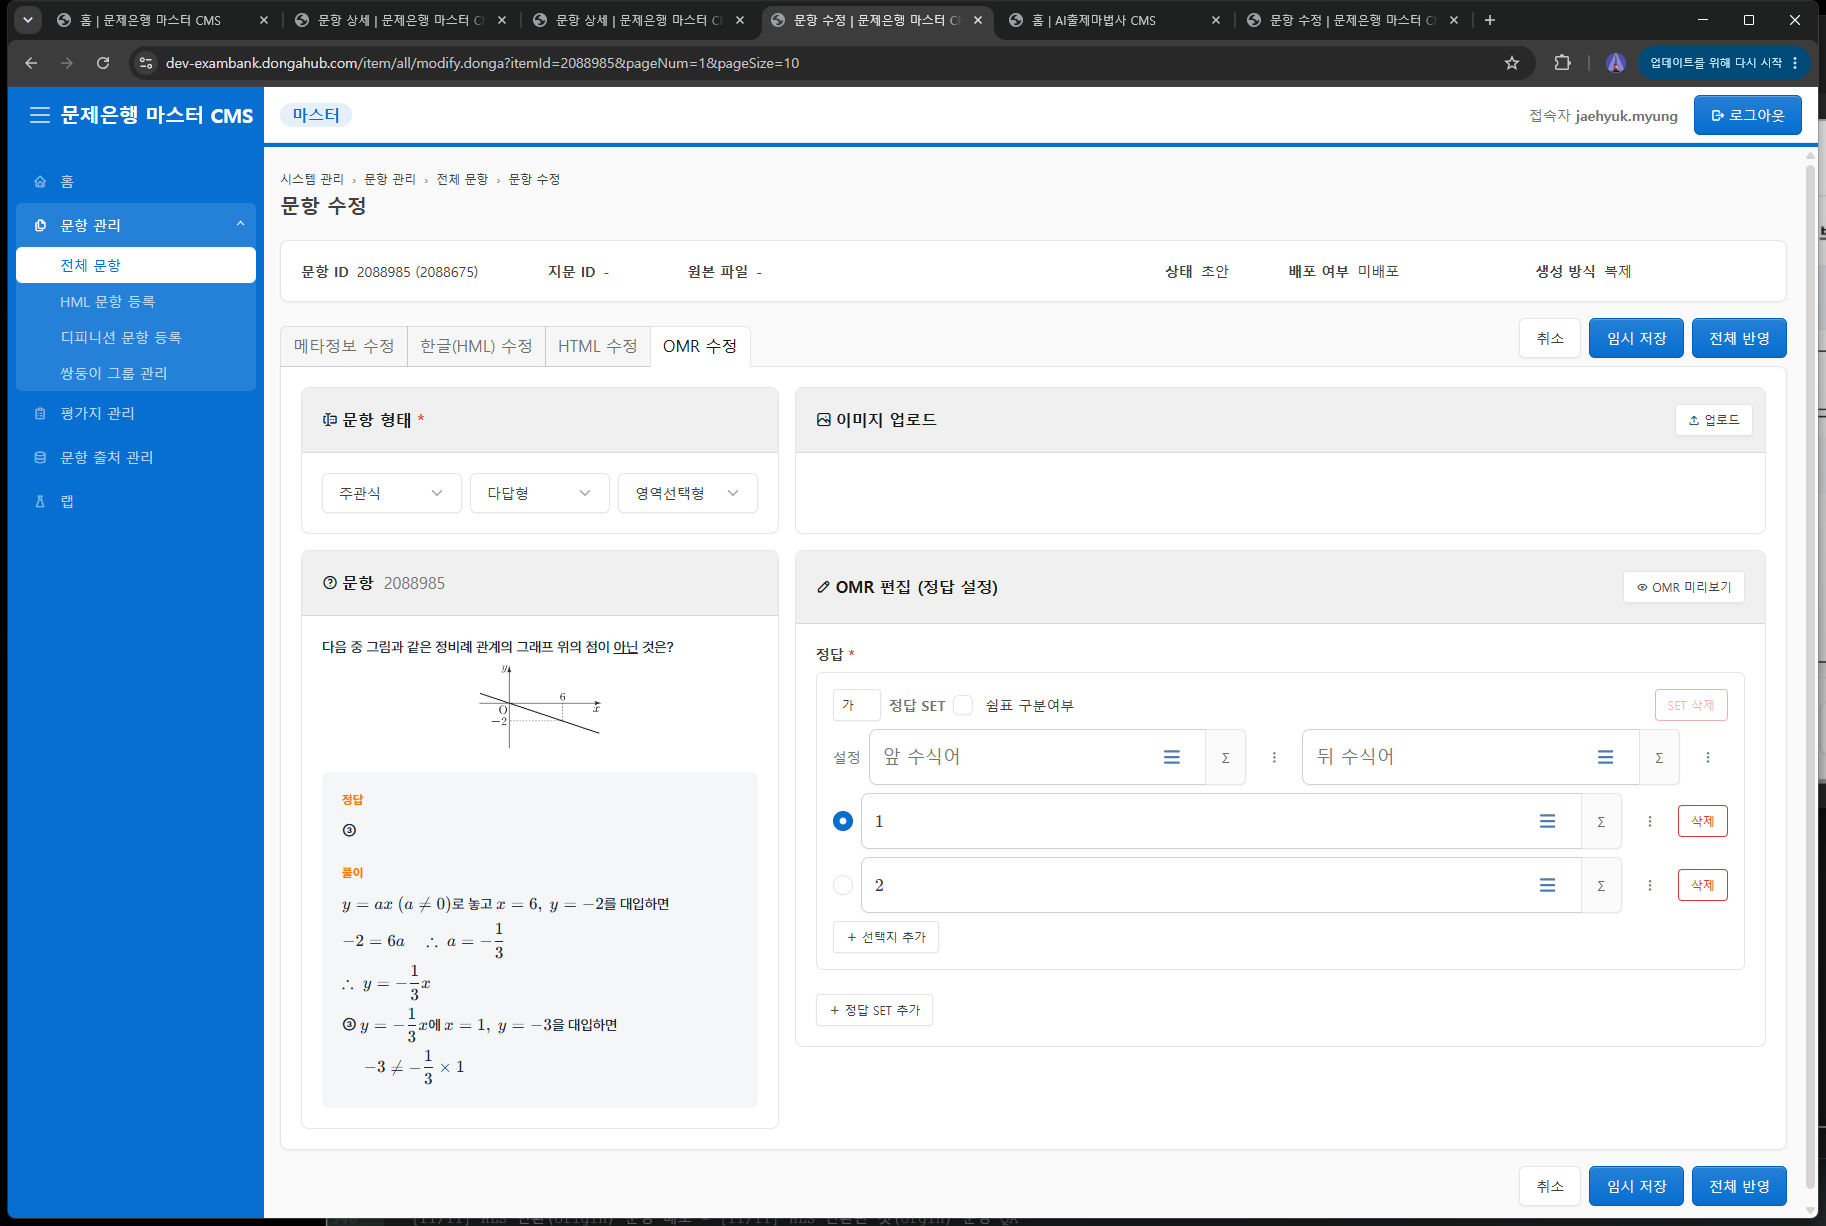 홈 | 문제은행 마스터 CMS
문항 상세 | 문제은행 마스터 C
문항 상세 | 문제은행 마스터 C
문항 수정 | 문제은행 마스터 C
홈 | AI출제마법사 CMS
문항 수정 | 문제은행 마스터 C
dev-exambank.dongahub.com/item/all/modify.donga?itemId=2088985&pageNum=1&pageSize=10
업데이트를 위해 다시 시작
문제은행 마스터 CMS
홈
문항 관리
전체 문항
HML 문항 등록
디피니션 문항 등록
쌍둥이 그룹 관리
평가지 관리
문항 출처 관리
랩
마스터
접속자 jaehyuk.myung
로그아웃
시스템 관리 › 문항 관리 › 전체 문항 › 문항 수정
문항 수정
문항 ID 2088985 (2088675) 지문 ID - 원본 파일 - 상태 초안 배포 여부 미배포 생성 방식 복제
메타정보 수정 한글(HML) 수정 HTML 수정 OMR 수정
취소 임시 저장 전체 반영
문항 형태 *
주관식 다답형 영역선택형
이미지 업로드
업로드
문항 2088985
다음 중 그림과 같은 정비례 관계의 그래프 위의 점이 아닌 것은?
y
6
O
x
−2
정답
③
풀이
y = ax (a ≠ 0)로 놓고 x = 6, y = −2를 대입하면
−2 = 6a ∴ a = −1/3
∴ y = −1/3x
③ y = −1/3x에 x = 1, y = −3을 대입하면
−3 ≠ −1/3 × 1
OMR 편집 (정답 설정)
OMR 미리보기
정답 *
가 정답 SET 쉼표 구분여부 SET 삭제
설정 앞 수식어 Σ 뒤 수식어 Σ
1 Σ 삭제
2 Σ 삭제
+ 선택지 추가
+ 정답 SET 추가
취소 임시 저장 전체 반영